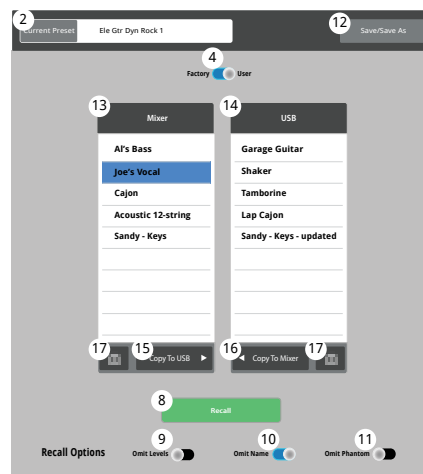 2
12
Current Preset Ele Gtr Dyn Rock 1 Save/Save As
4
Factory User
13 Mixer 14 USB
Al's Bass Garage Guitar
Joe's Vocal Shaker
Cajon Tamborine
Acoustic 12-string Lap Cajon
Sandy - Keys Sandy - Keys - updated
17 15 16 17
Copy To USB Copy To Mixer
8
Recall
9 10 11
Recall Options Omit Levels Omit Name Omit Phantom